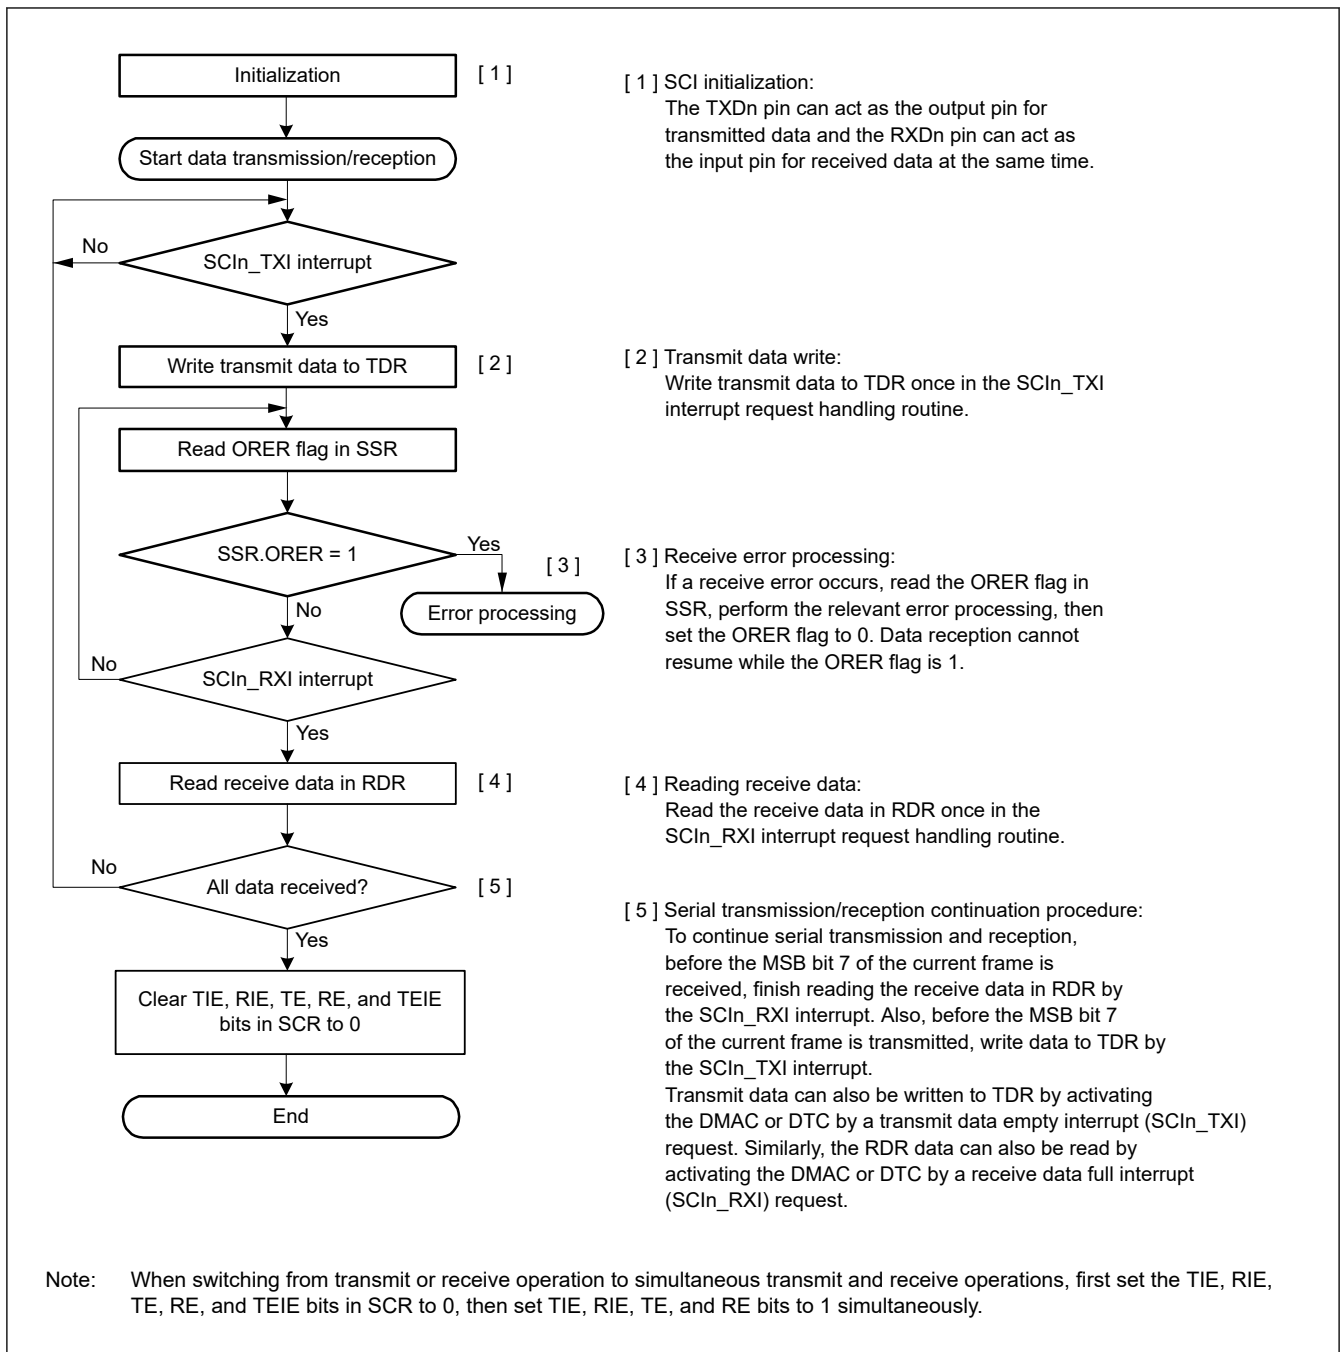 Initialization
[ 1 ]
[ 1 ] SCI initialization:
The TXDn pin can act as the output pin for
transmitted data and the RXDn pin can act as
the input pin for received data at the same time.
Start data transmission/reception
No
SCIn_TXI interrupt
Yes
Write transmit data to TDR
[ 2 ]
[ 2 ] Transmit data write:
Write transmit data to TDR once in the SCIn_TXI
interrupt request handling routine.
Read ORER flag in SSR
SSR.ORER = 1
Yes
[ 3 ]
[ 3 ] Receive error processing:
If a receive error occurs, read the ORER flag in
SSR, perform the relevant error processing, then
set the ORER flag to 0. Data reception cannot
resume while the ORER flag is 1.
Error processing
No
No
SCIn_RXI interrupt
Yes
Read receive data in RDR
[ 4 ]
[ 4 ] Reading receive data:
Read the receive data in RDR once in the
SCIn_RXI interrupt request handling routine.
No
All data received?
[ 5 ]
Yes
[ 5 ] Serial transmission/reception continuation procedure:
To continue serial transmission and reception,
before the MSB bit 7 of the current frame is
received, finish reading the receive data in RDR by
the SCIn_RXI interrupt. Also, before the MSB bit 7
of the current frame is transmitted, write data to TDR by
the SCIn_TXI interrupt.
Transmit data can also be written to TDR by activating
the DMAC or DTC by a transmit data empty interrupt (SCIn_TXI)
request. Similarly, the RDR data can also be read by
activating the DMAC or DTC by a receive data full interrupt
(SCIn_RXI) request.
Clear TIE, RIE, TE, RE, and TEIE
bits in SCR to 0
End
Note: When switching from transmit or receive operation to simultaneous transmit and receive operations, first set the TIE, RIE,
TE, RE, and TEIE bits in SCR to 0, then set TIE, RIE, TE, and RE bits to 1 simultaneously.